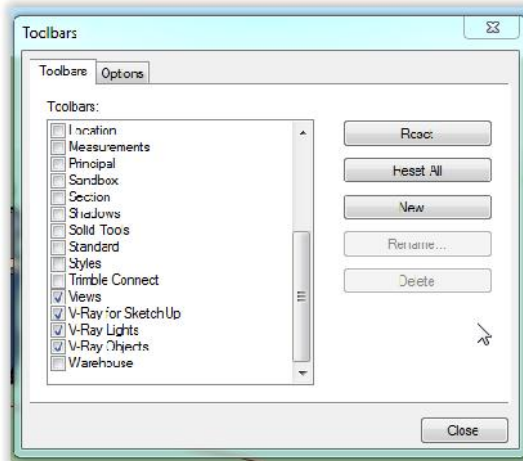 Toolbars
Toolbars Options
Toolbars:
Location
Measurements
Principal
Sandbox
Section
Shadows
Solid Tools
Standard
Styles
Trimble Connect
Views
V-Ray for SketchUp
V-Ray Lights
V-Ray Objects
Warehouse
Reset
Reset All
New
Rename...
Delete
Close